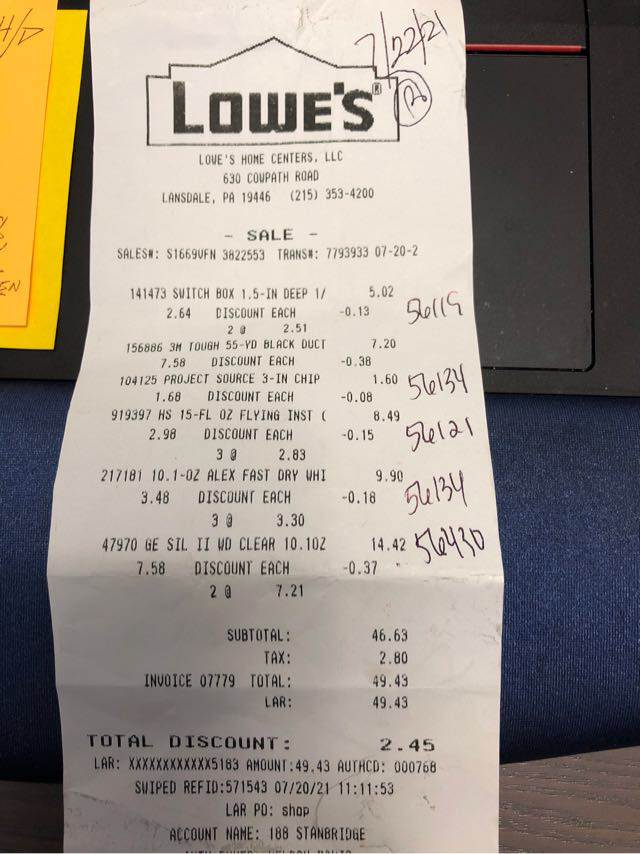 H/D
7/22/21
LOWE'S®
LOWE'S HOME CENTERS, LLC
630 COWPATH ROAD
LANSDALE, PA 19446 (215) 353-4200
- SALE -
SALES#: S1669VFN 3822553 TRANS#: 7793933 07-20-2
141473 SWITCH BOX 1.5-IN DEEP 1/ 5.02
2.64 DISCOUNT EACH -0.13 56119
2 @ 2.51
156886 3M TOUGH 55-YD BLACK DUCT 7.20
7.58 DISCOUNT EACH -0.38
104125 PROJECT SOURCE 3-IN CHIP 1.60 56134
1.68 DISCOUNT EACH -0.08
919397 HS 15-FL OZ FLYING INST ( 8.49
2.98 DISCOUNT EACH -0.15 56121
3 @ 2.83
217181 10.1-OZ ALEX FAST DRY WHI 9.90
3.48 DISCOUNT EACH -0.18 56134
3 @ 3.30
47970 GE SIL II WD CLEAR 10.1OZ 14.42 56430
7.58 DISCOUNT EACH -0.37
2 @ 7.21
SUBTOTAL: 46.63
TAX: 2.80
INVOICE 07779 TOTAL: 49.43
LAR: 49.43
TOTAL DISCOUNT: 2.45
LAR: XXXXXXXXXXXX5183 AMOUNT:49.43 AUTHCD: 000768
SWIPED REFID:571543 07/20/21 11:11:53
LAR PO: shop
ACCOUNT NAME: 188 STANBRIDGE